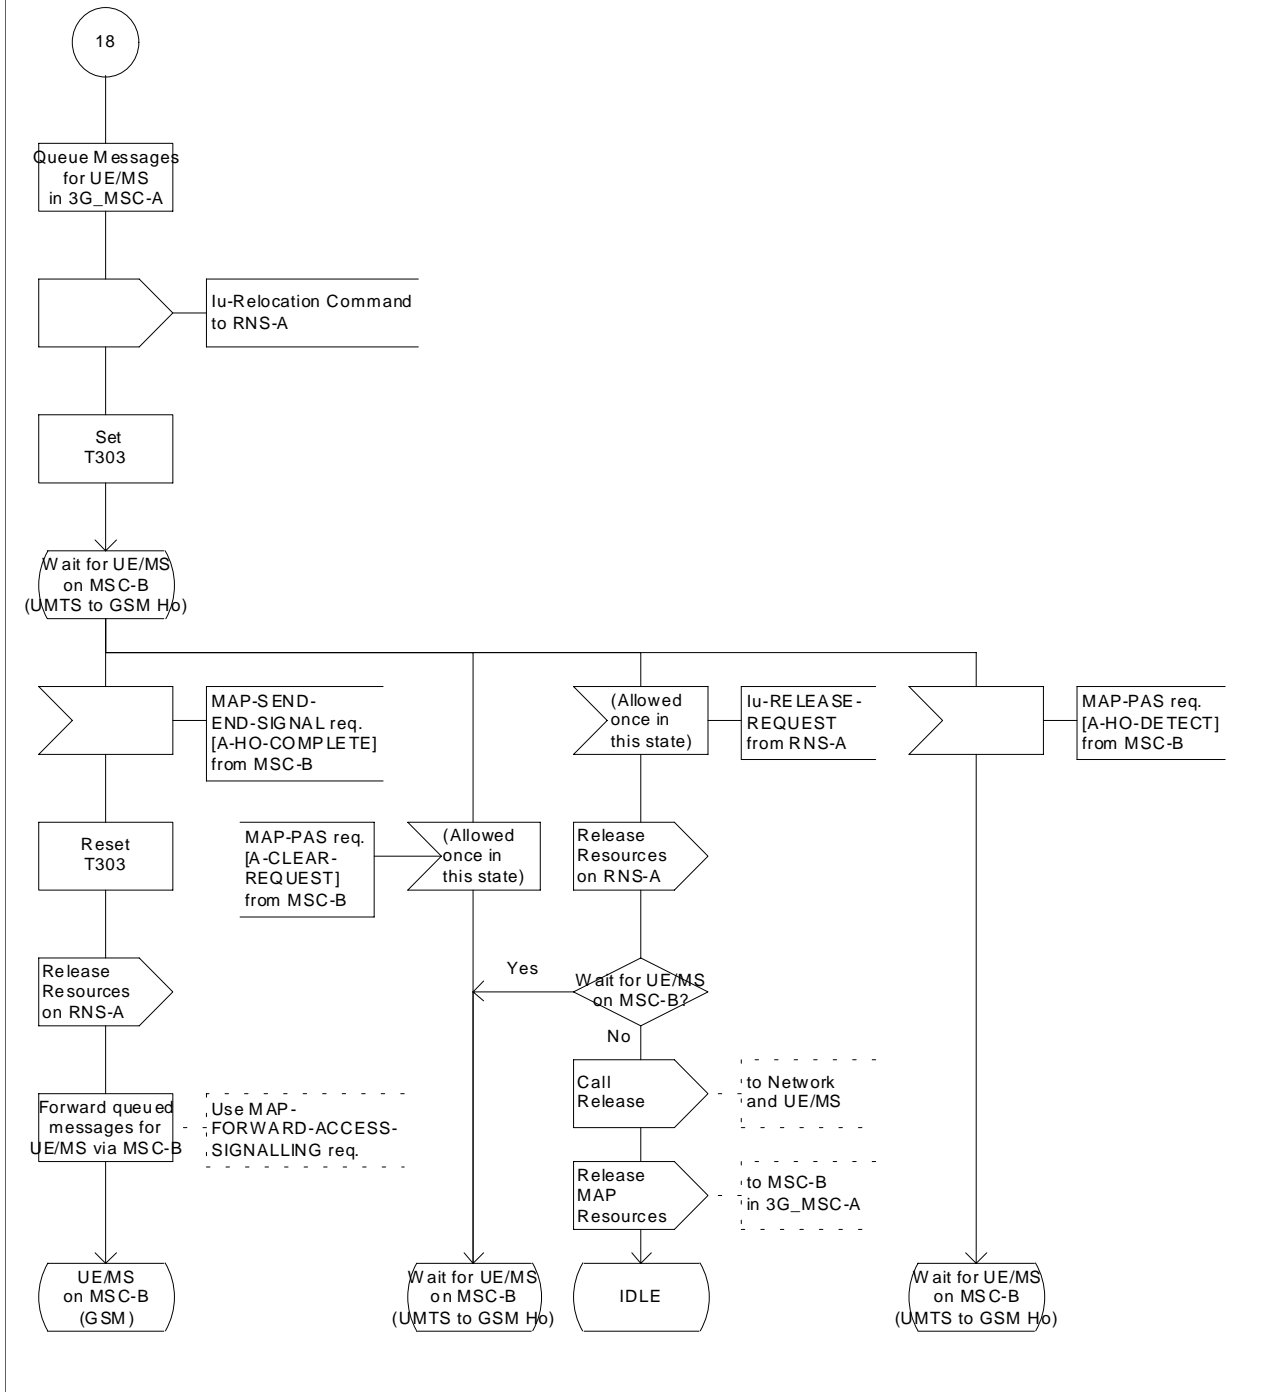 18
Queue Messages
for UE/MS
in 3G_MSC-A
Iu-Relocation Command
to RNS-A
Set
T303
Wait for UE/MS
on MSC-B
(UMTS to GSM Ho)
MAP-SEND-
END-SIGNAL req.
[A-HO-COMPLETE]
from MSC-B
(Allowed
once in
this state)
Iu-RELEASE-
REQUEST
from RNS-A
MAP-PAS req.
[A-HO-DETECT]
from MSC-B
Reset
T303
MAP-PAS req.
[A-CLEAR-
REQUEST]
from MSC-B
(Allowed
once in
this state)
Release
Resources
on RNS-A
Release
Resources
on RNS-A
Yes
Wait for UE/MS
on MSC-B?
No
Forward queued
messages for
UE/MS via MSC-B
Use MAP-
FORWARD-ACCESS-
SIGNALLING req.
Call
Release
to Network
and UE/MS
Release
MAP
Resources
to MSC-B
in 3G_MSC-A
UE/MS
on MSC-B
(GSM)
Wait for UE/MS
on MSC-B
(UMTS to GSM Ho)
IDLE
Wait for UE/MS
on MSC-B
(UMTS to GSM Ho)